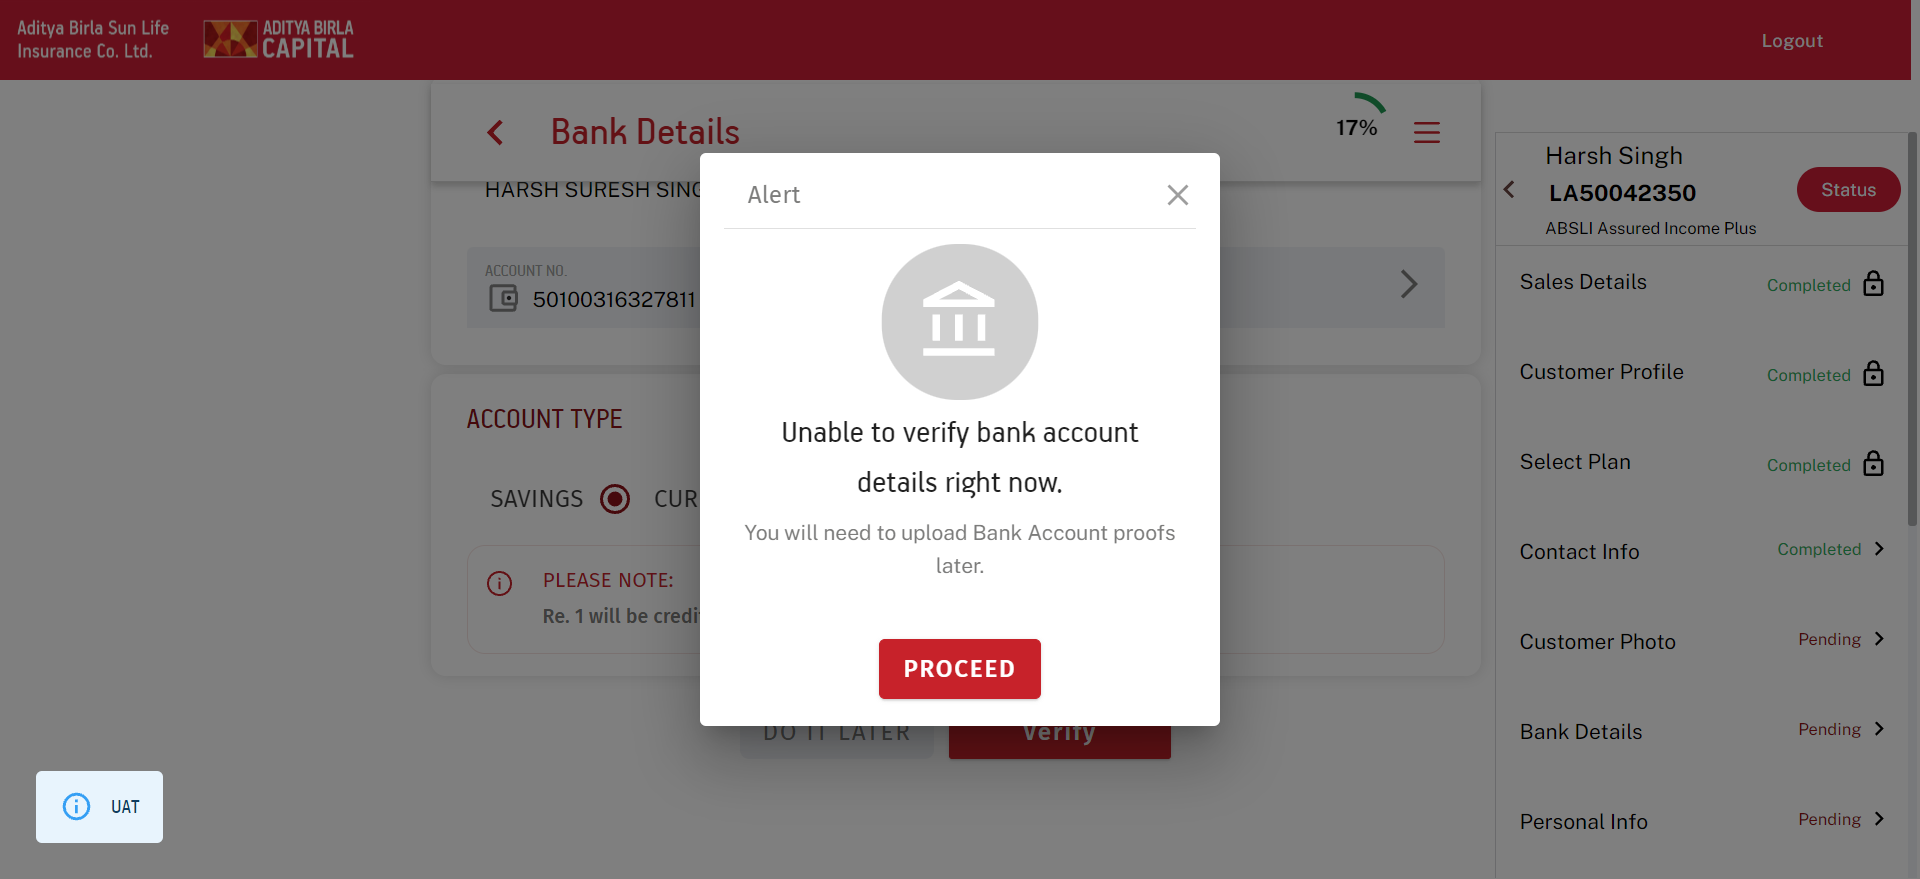 Aditya Birla Sun Life
Insurance Co. Ltd.
ADITYA BIRLA
CAPITAL
Logout
Bank Details
17%
HARSH SURESH
ACCOUNT NO.
50100316327811
ACCOUNT TYPE
SAVINGS
PLEASE NOTE:
Re. 1 will be
DO IT LATER
Verify
Alert
Unable to verify bank account
details right now.
You will need to upload Bank Account proofs
later.
PROCEED
Harsh Singh
LA50042350
ABSLI Assured Income Plus
Status
Sales Details Completed
Customer Profile Completed
Select Plan Completed
Contact Info Completed
Customer Photo Pending
Bank Details Pending
Personal Info Pending
UAT